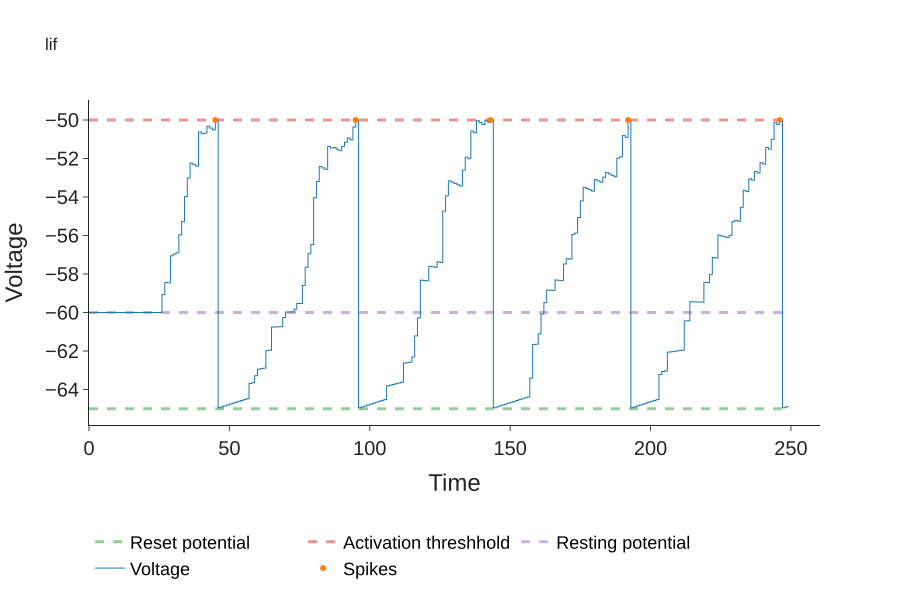 lif
−50
−52
−54
−56
−58
−60
−62
−64
Voltage
0 50 100 150 200 250
Time
Reset potential Activation threshhold Resting potential
Voltage Spikes